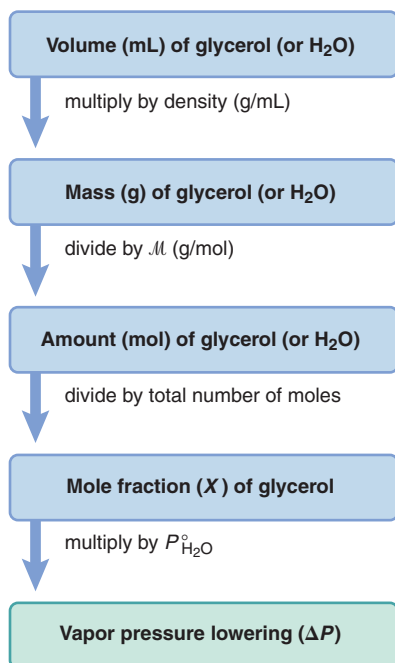 Volume (mL) of glycerol (or H₂O)
multiply by density (g/mL)
Mass (g) of glycerol (or H₂O)
divide by ℳ (g/mol)
Amount (mol) of glycerol (or H₂O)
divide by total number of moles
Mole fraction (X) of glycerol
multiply by P°H₂O
Vapor pressure lowering (ΔP)